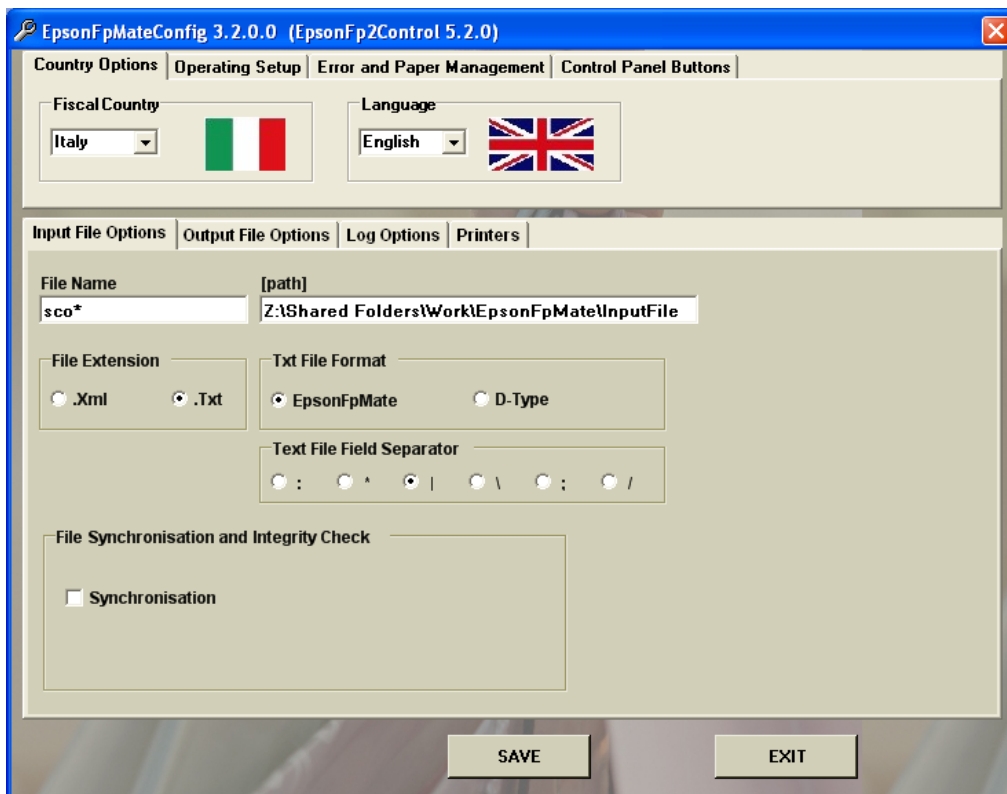 EpsonFpMateConfig 3.2.0.0 (EpsonFp2Control 5.2.0)
Country Options Operating Setup Error and Paper Management Control Panel Buttons
Fiscal Country Language
Italy English
Input File Options Output File Options Log Options Printers
File Name [path]
sco* Z:\Shared Folders\Work\EpsonFpMate\InputFile
File Extension Txt File Format
.Xml .Txt EpsonFpMate D-Type
Text File Field Separator
: * | \ ; /
File Synchronisation and Integrity Check
Synchronisation
SAVE EXIT